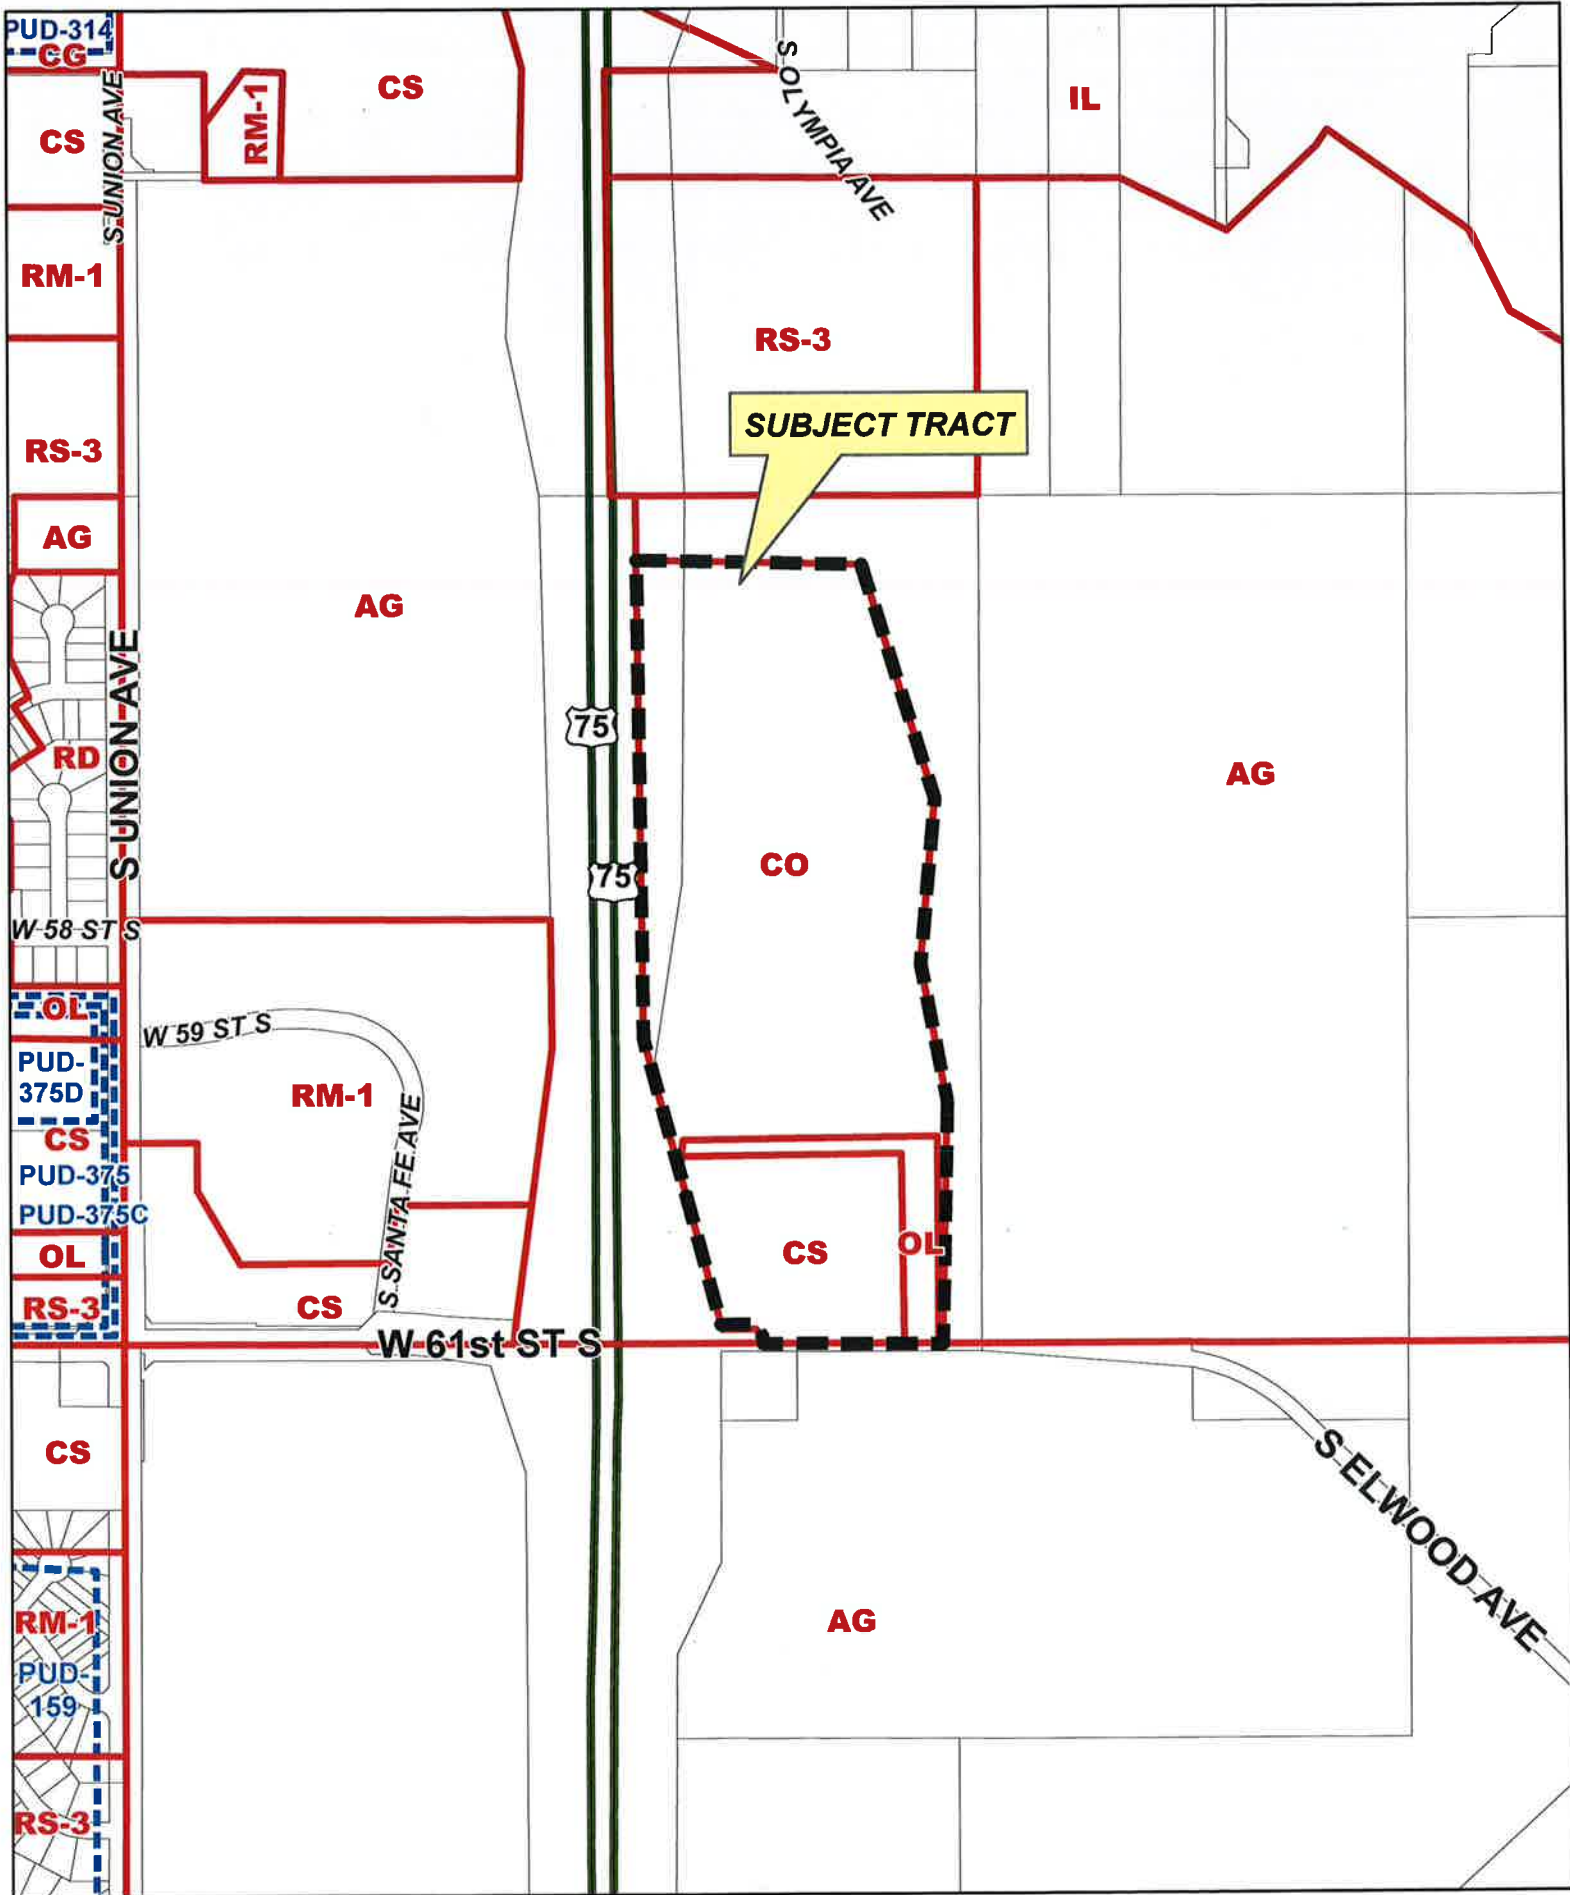 PUD-314
CG
CS
S UNION AVE
RM-1
CS
S OLYMPIA AVE
IL
RM-1
RS-3
SUBJECT TRACT
RS-3
AG
AG
S UNION AVE
RD
75
75
AG
CO
W 58 ST S
OL
W 59 ST S
PUD-
375D
RM-1
S SANTA FE AVE
CS
PUD-375
PUD-375C
OL
CS
OL
RS-3
CS
W 61st ST S
CS
S ELWOOD AVE
RM-1
AG
PUD-
159
RS-3